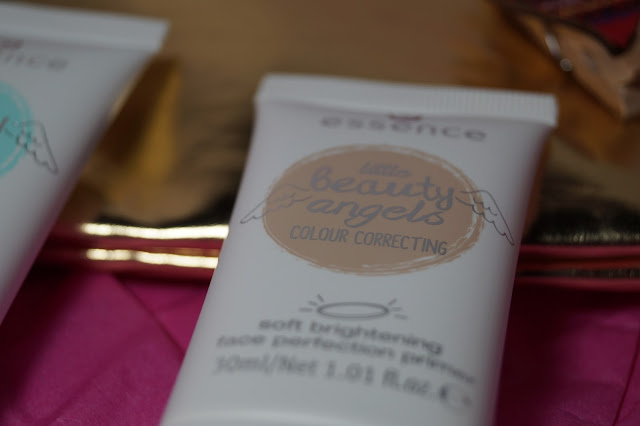 essence
little
beauty
angels
COLOUR CORRECTING
soft brightening
face perfection primer
30ml/Net 1.01 fl.oz. e